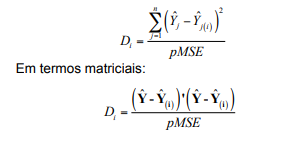 D_i = \frac{\sum_{j=1}^{n} (\hat{Y}_j - \hat{Y}_{j(i)})^2}{pMSE}
Em termos matriciais:
D_i = \frac{(\hat{\mathbf{Y}} - \hat{\mathbf{Y}}_{(i)})'(\hat{\mathbf{Y}} - \hat{\mathbf{Y}}_{(i)})}{pMSE}